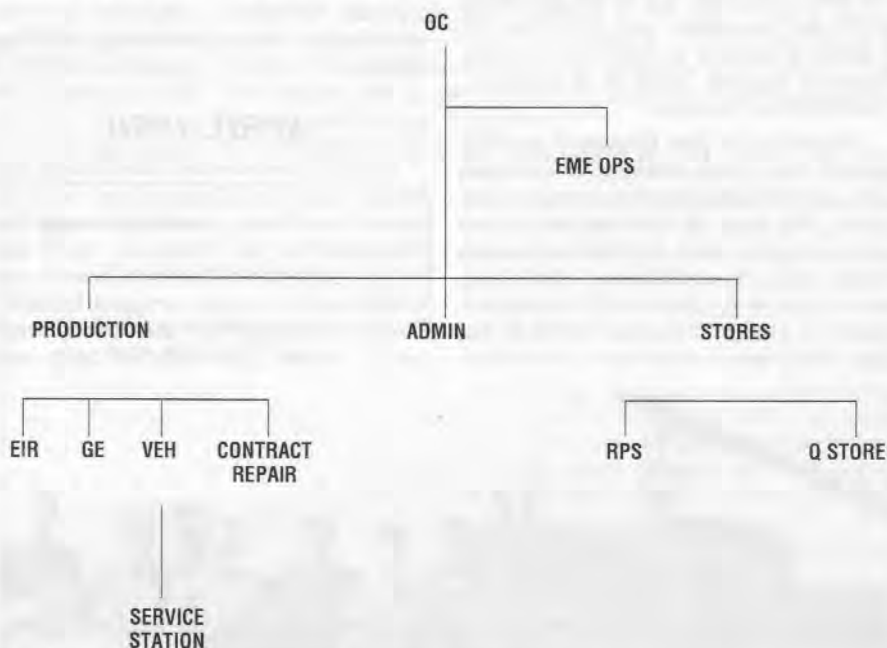 OC
EME OPS
PRODUCTION
ADMIN
STORES
EIR
GE
VEH
CONTRACT
REPAIR
RPS
Q STORE
SERVICE
STATION